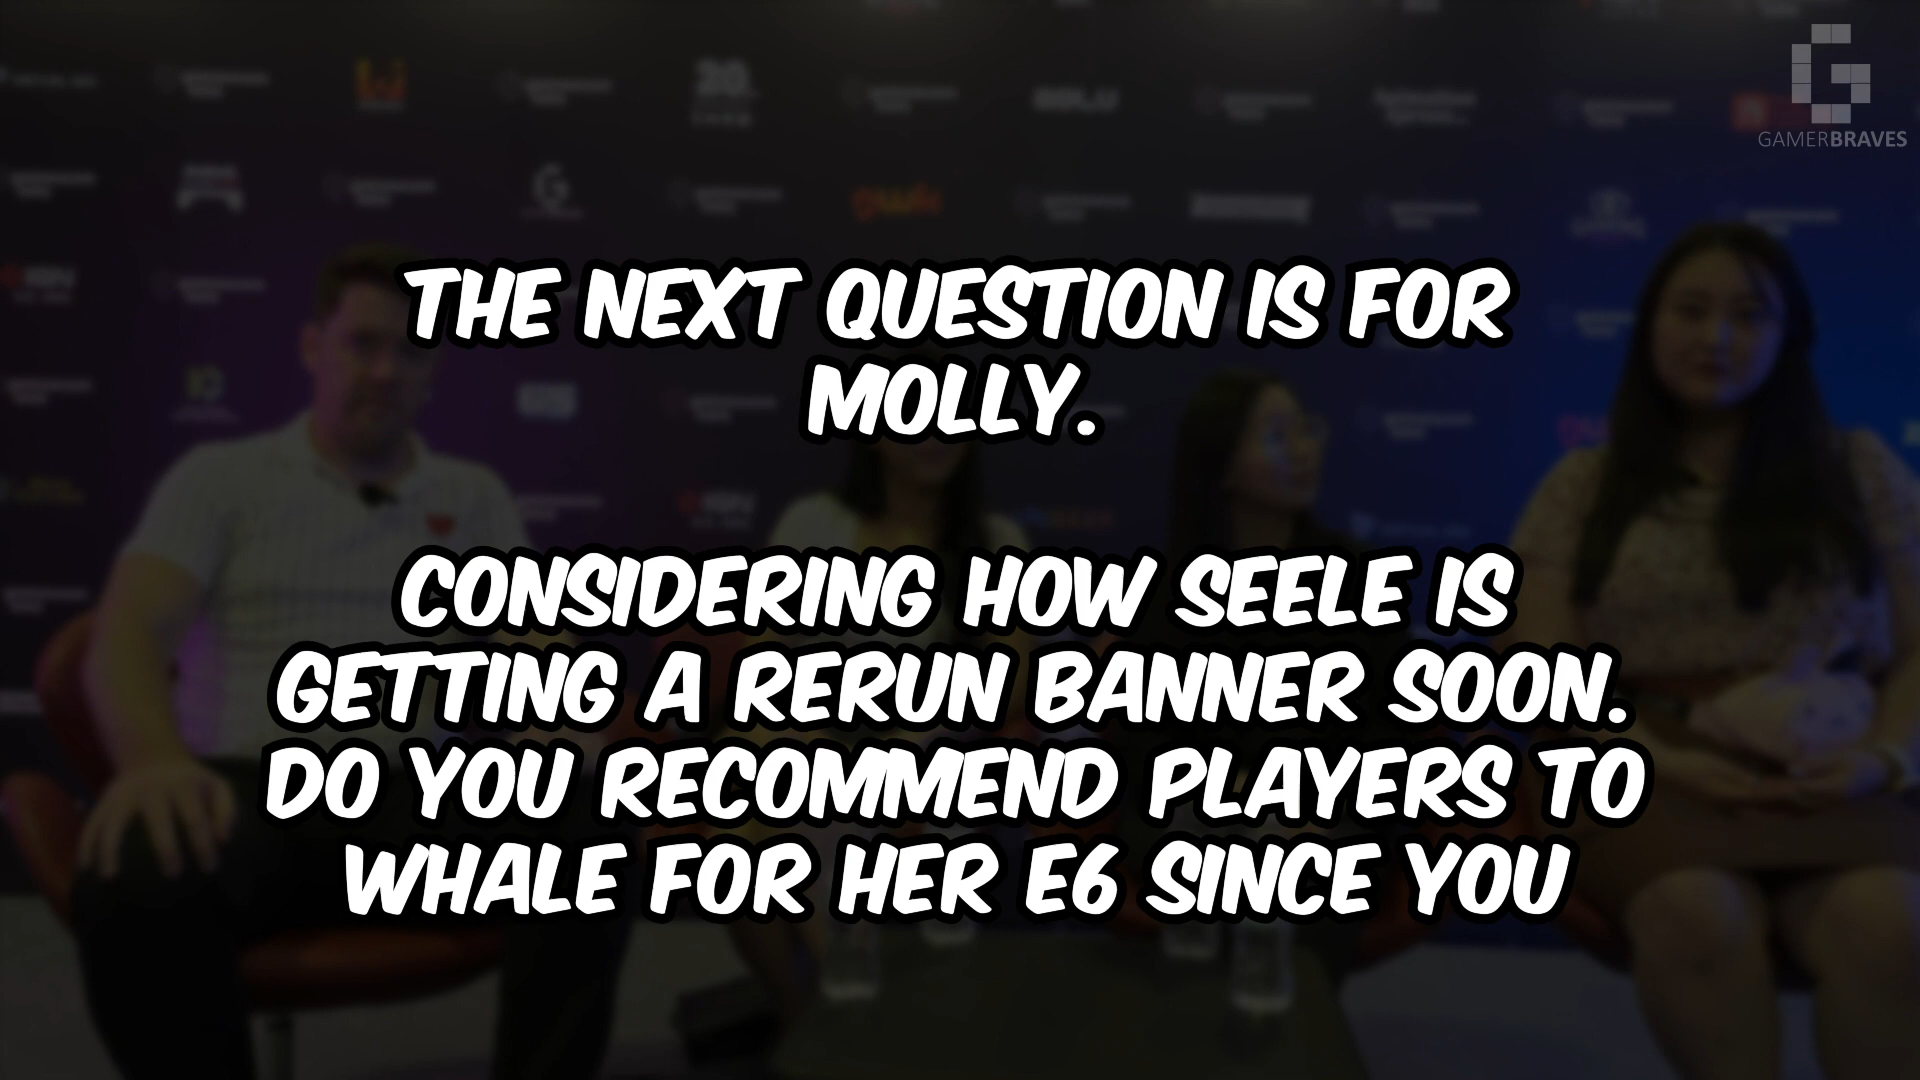 GAMERBRAVES
THE NEXT QUESTION IS FOR
MOLLY.
CONSIDERING HOW SEELE IS
GETTING A RERUN BANNER SOON.
DO YOU RECOMMEND PLAYERS TO
WHALE FOR HER E6 SINCE YOU